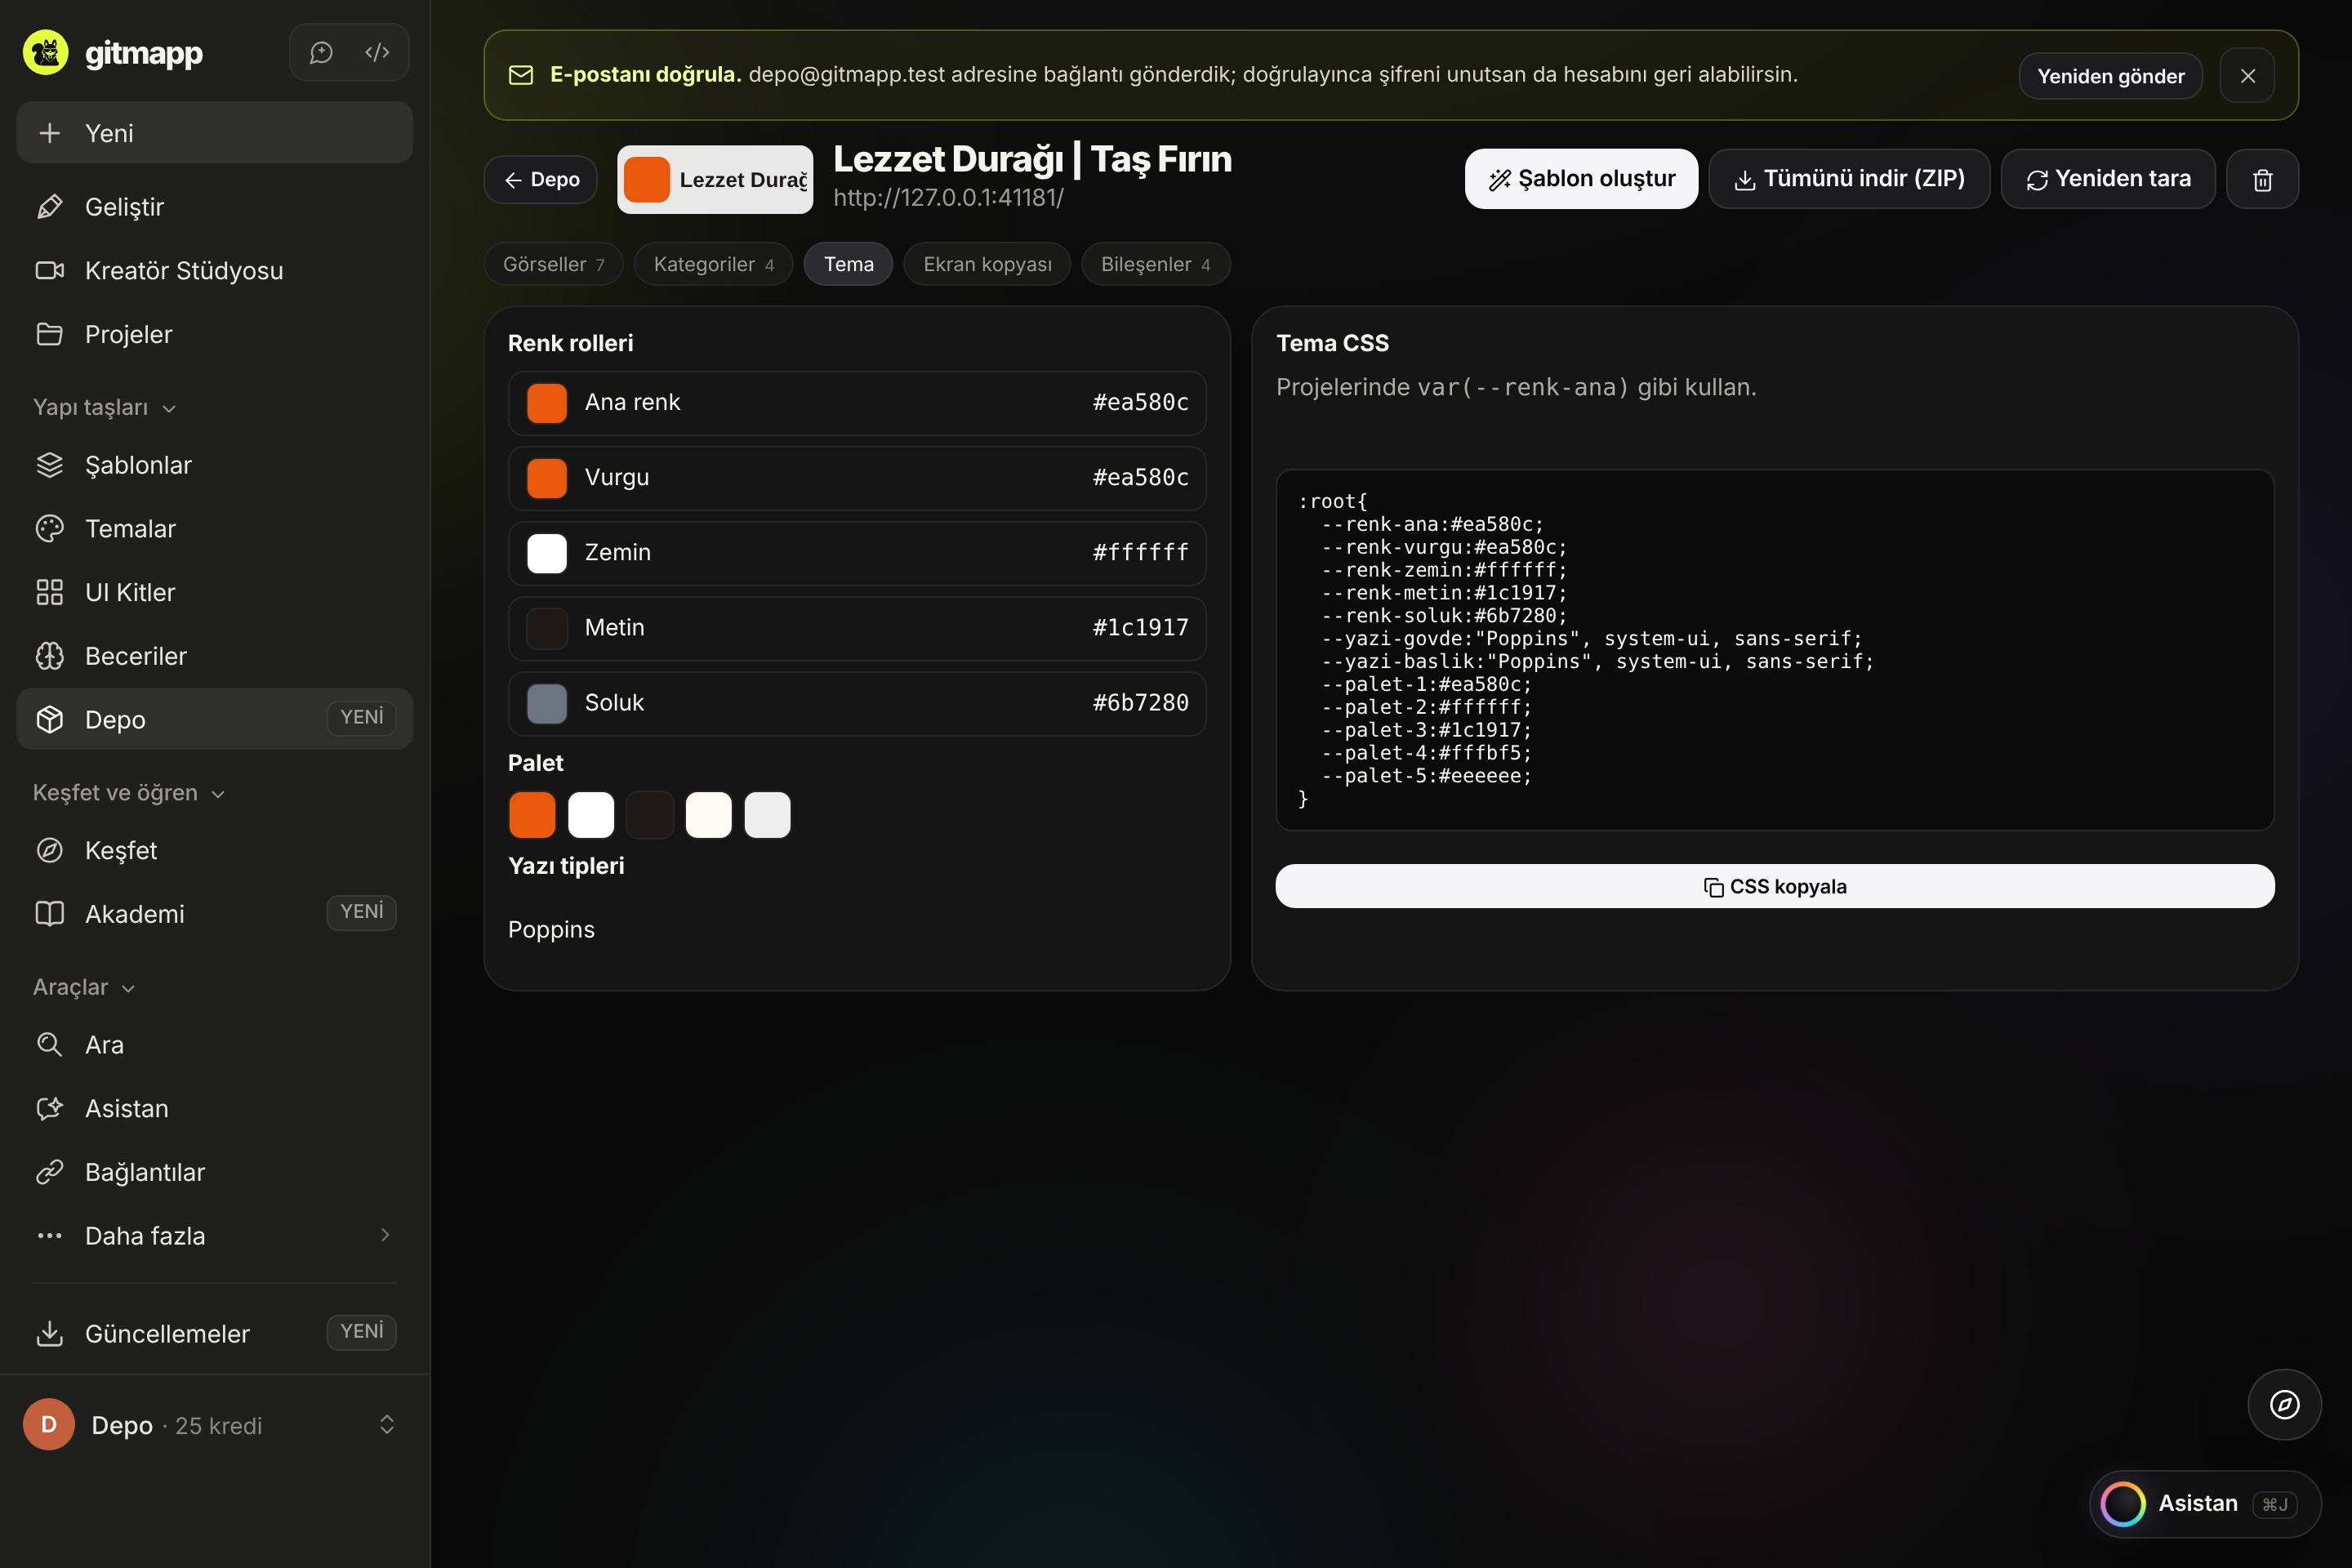 gitmapp
Yeni
Geliştir
Kreatör Stüdyosu
Projeler
Yapı taşları
Şablonlar
Temalar
UI Kitler
Beceriler
Depo YENİ
Keşfet ve öğren
Keşfet
Akademi YENİ
Araçlar
Ara
Asistan
Bağlantılar
Daha fazla
Güncellemeler YENİ
D Depo · 25 kredi
E-postanı doğrula. depo@gitmapp.test adresine bağlantı gönderdik; doğrulayınca şifreni unutsan da hesabını geri alabilirsin. Yeniden gönder
Depo
Lezzet Durağ
Lezzet Durağı | Taş Fırın
http://127.0.0.1:41181/
Şablon oluştur Tümünü indir (ZIP) Yeniden tara
Görseller 7 Kategoriler 4 Tema Ekran kopyası Bileşenler 4
Renk rolleri
Ana renk #ea580c
Vurgu #ea580c
Zemin #ffffff
Metin #1c1917
Soluk #6b7280
Palet
Yazı tipleri
Poppins
Tema CSS
Projelerinde var(--renk-ana) gibi kullan.
:root{
--renk-ana:#ea580c;
--renk-vurgu:#ea580c;
--renk-zemin:#ffffff;
--renk-metin:#1c1917;
--renk-soluk:#6b7280;
--yazi-govde:"Poppins", system-ui, sans-serif;
--yazi-baslik:"Poppins", system-ui, sans-serif;
--palet-1:#ea580c;
--palet-2:#ffffff;
--palet-3:#1c1917;
--palet-4:#fffbf5;
--palet-5:#eeeeee;
}
CSS kopyala
Asistan ⌘J